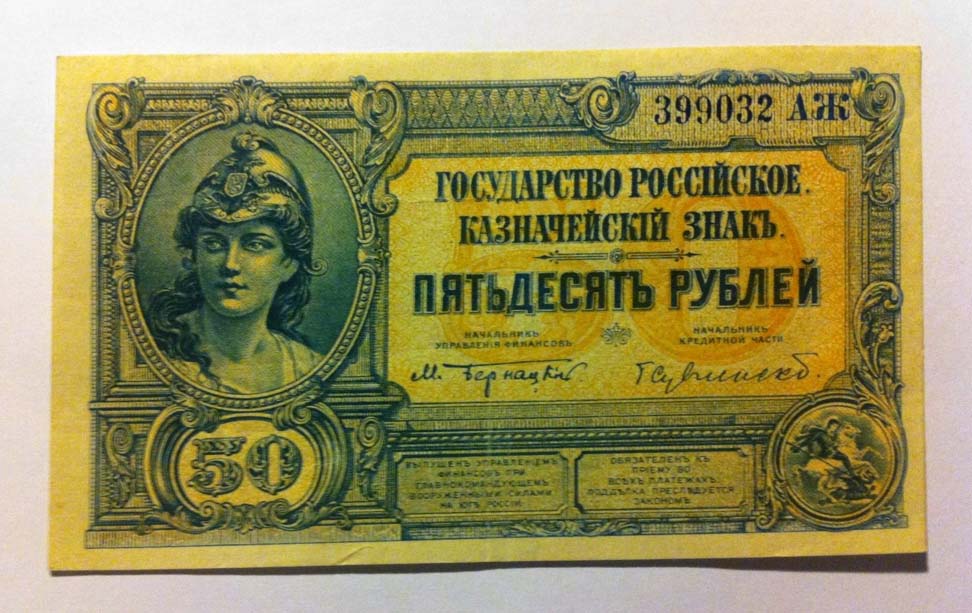 399032 АЖ
ГОСУДАРСТВО РОССІЙСКОЕ.
КАЗНАЧЕЙСКІЙ ЗНАКЪ.
ПЯТЬДЕСЯТЪ РУБЛЕЙ
НАЧАЛЬНИКЪ
УПРАВЛЕНІЯ ФИНАНСОВЪ
НАЧАЛЬНИКЪ
КРЕДИТНОЙ ЧАСТИ
М. Бернацкій
50
ВЫПУЩЕНЪ УПРАВЛЕНІЕМЪ
ФИНАНСОВЪ ПРИ
ГЛАВНОКОМАНДУЮЩЕМЪ
ВООРУЖЕННЫМИ СИЛАМИ
НА ЮГѢ РОССІИ
ОБЯЗАТЕЛЕНЪ КЪ
ПРІЕМУ ВО
ВСѢХЪ ПЛАТЕЖАХЪ
ПОДДѢЛКА ПРЕСЛѢДУЕТСЯ
ЗАКОНОМЪ